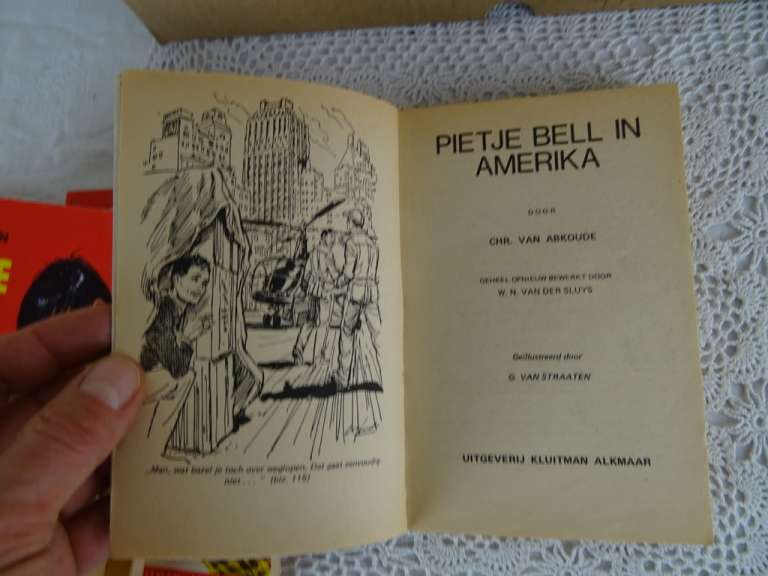 „Man, wat bazel je toch over weglopen. Dat gaat eenvoudig
niet . . . " (blz. 115)
PIETJE BELL IN
AMERIKA
DOOR
CHR. VAN ABKOUDE
GEHEEL OPNIEUW BEWERKT DOOR
W. N. VAN DER SLUYS
Geïllustreerd door
G. VAN STRAATEN
UITGEVERIJ KLUITMAN ALKMAAR
N
E